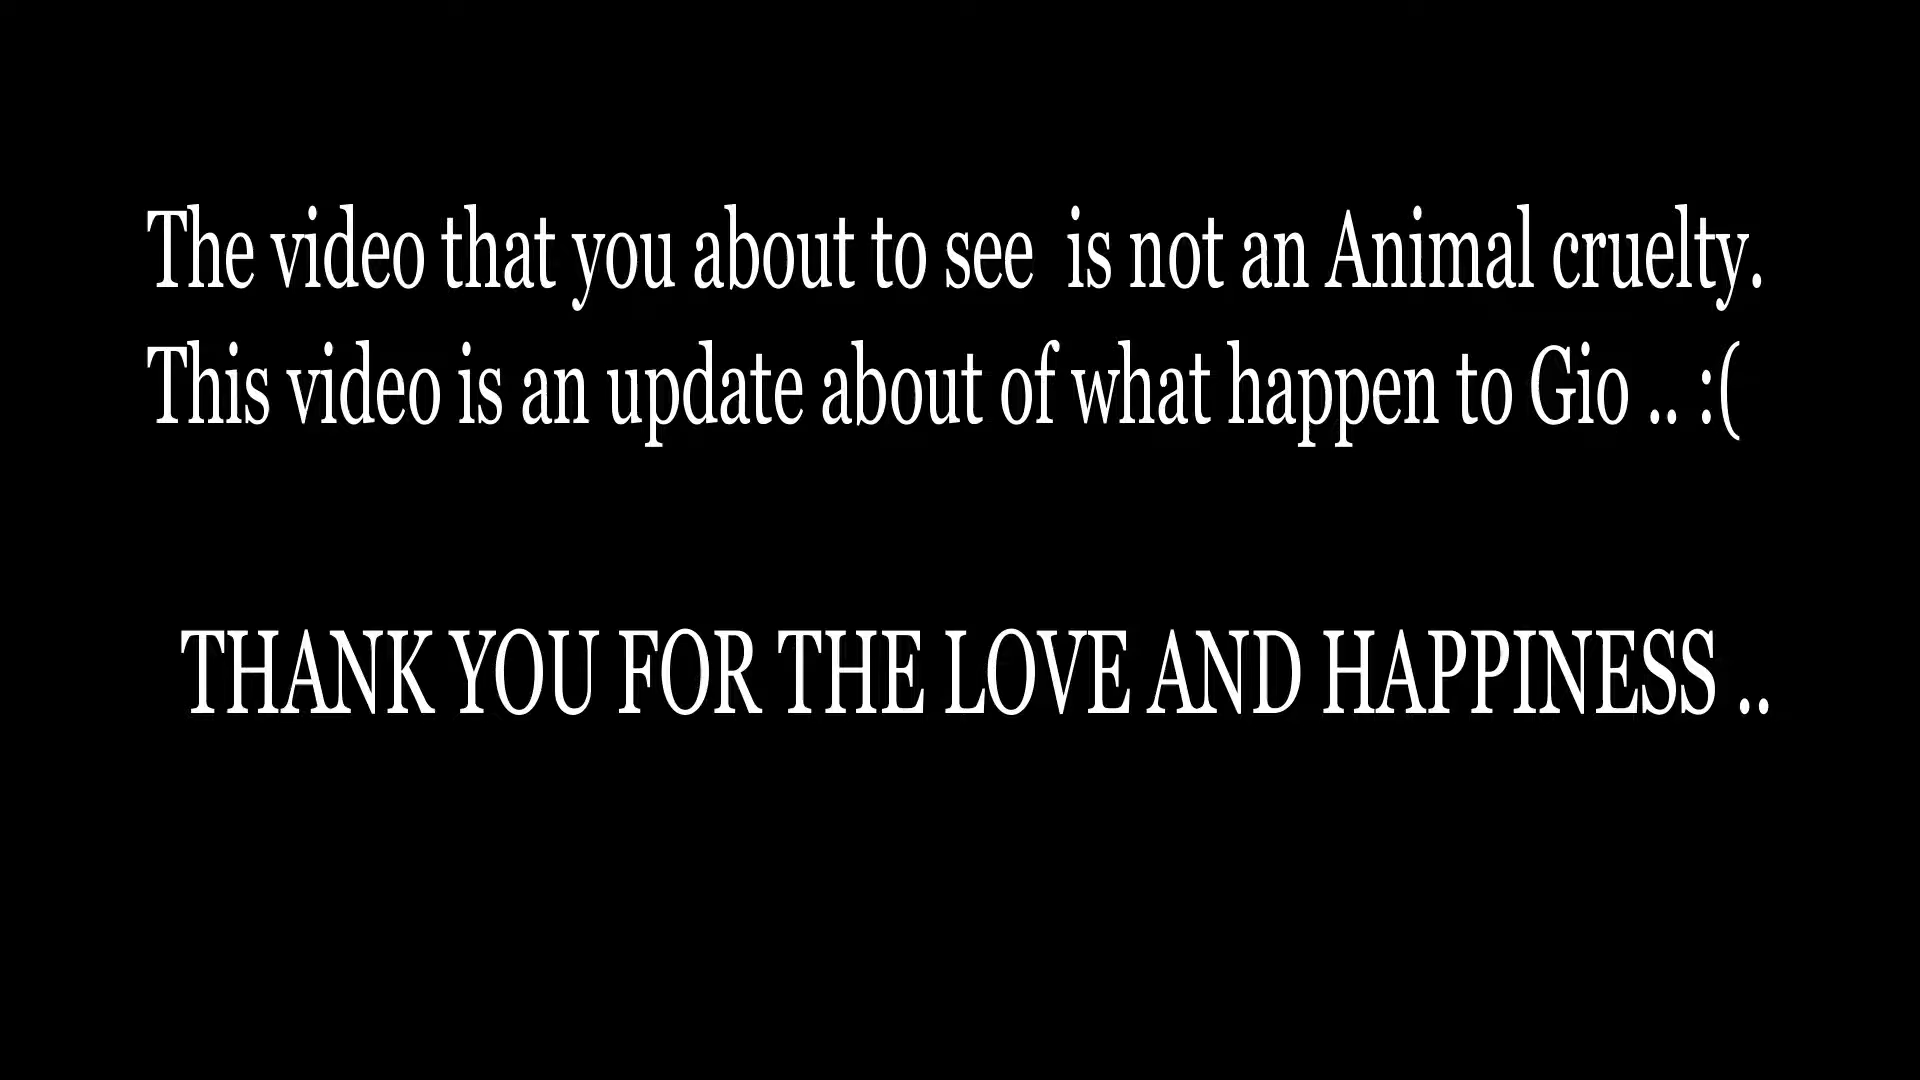 The video that you about to see  is not an Animal cruelty.
This video is an update about of what happen to Gio .. :(
THANK YOU FOR THE LOVE AND HAPPINESS ..